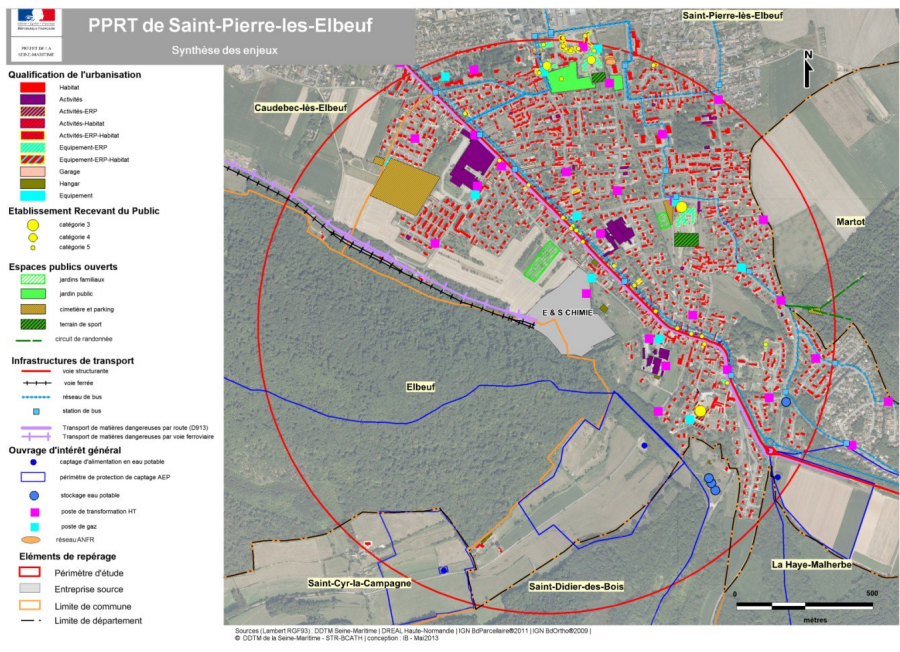 PPRT de Saint-Pierre-les Elbeuf
Synthèse des enjeux
PRÉFET DE LA
SEINE-MARITIME
Qualification de l'urbanisation
Habitat
Activités
Activités-ERP
Activités-Habitat
Activités-ERP-Habitat
Equipement-ERP
Equipement-ERP-Habitat
Garage
Hangar
Equipement
Etablissement Recevant du Public
catégorie 3
catégorie 4
catégorie 5
Espaces publics ouverts
jardins familiaux
jardin public
cimetière et parking
terrain de sport
circuit de randonnée
Infrastructures de transport
voie structurante
voie ferrée
réseau de bus
station de bus
Transport de matières dangereuses par route (D913)
Transport de matières dangereuses par voie ferroviaire
Ouvrage d'intérêt général
captage d'alimentation en eau potable
périmètre de protection de captage AEP
stockage eau potable
poste de transformation HT
poste de gaz
réseau ANFR
Eléments de repérage
Périmètre d'étude
Entreprise source
Limite de commune
Limite de département
Saint-Pierre-lès-Elbeuf
N
Caudebec-lès-Elbeuf
Martot
E & S CHIMIE
Elbeuf
Saint-Cyr-la-Campagne
Saint-Didier-des-Bois
La Haye-Malherbe
0
500
mètres
Sources (Lambert RGF93) : DDTM Seine-Maritime | DREAL Haute-Normandie | IGN BdParcellaire®2011 | IGN BdOrtho®2009 |
© DDTM de la Seine-Maritime - STR-BCATH | conception : IB - Mai2013